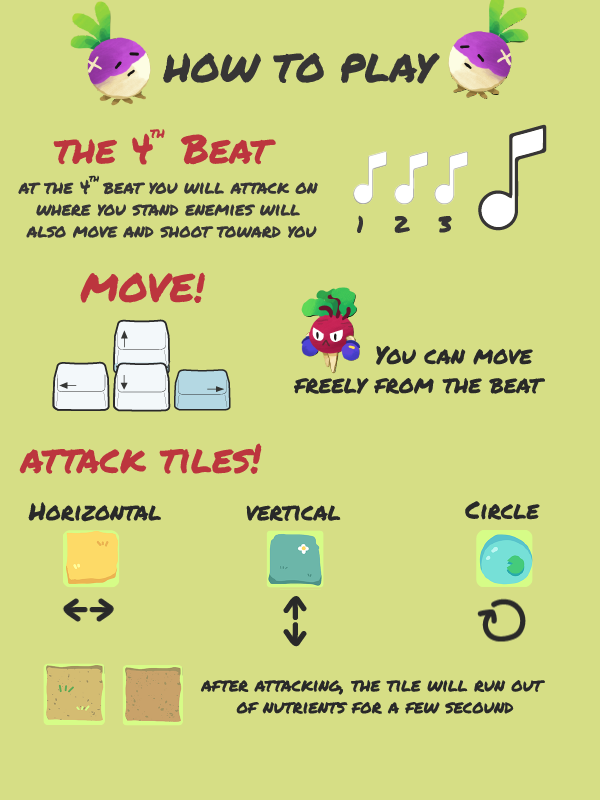 HOW TO PLAY
THE 4TH BEAT
AT THE 4TH BEAT YOU WILL ATTACK ON
WHERE YOU STAND ENEMIES WILL
ALSO MOVE AND SHOOT TOWARD YOU
1 2 3
MOVE!
YOU CAN MOVE
FREELY FROM THE BEAT
ATTACK TILES!
HORIZONTAL
VERTICAL
CIRCLE
AFTER ATTACKING, THE TILE WILL RUN OUT
OF NUTRIENTS FOR A FEW SECOUND